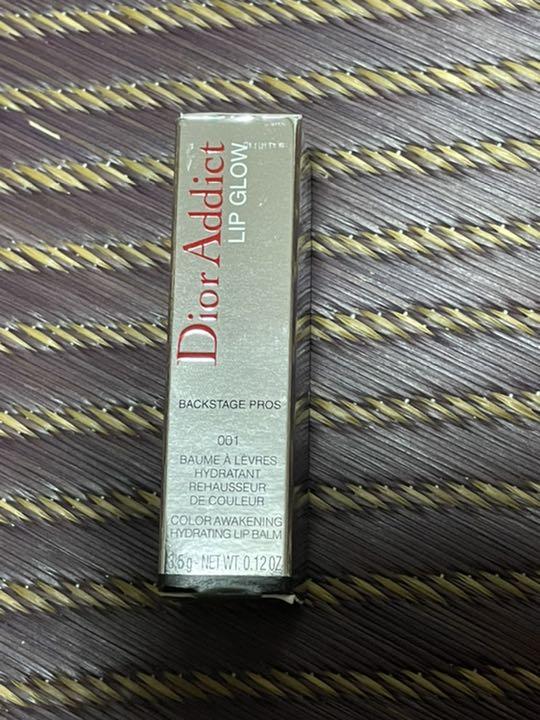 Dior Addict
LIP GLOW
BACKSTAGE PROS
001
BAUME À LÈVRES
HYDRATANT
REHAUSSEUR
DE COULEUR
COLOR AWAKENING
HYDRATING LIP BALM
3.5g - NET WT. 0.12 OZ